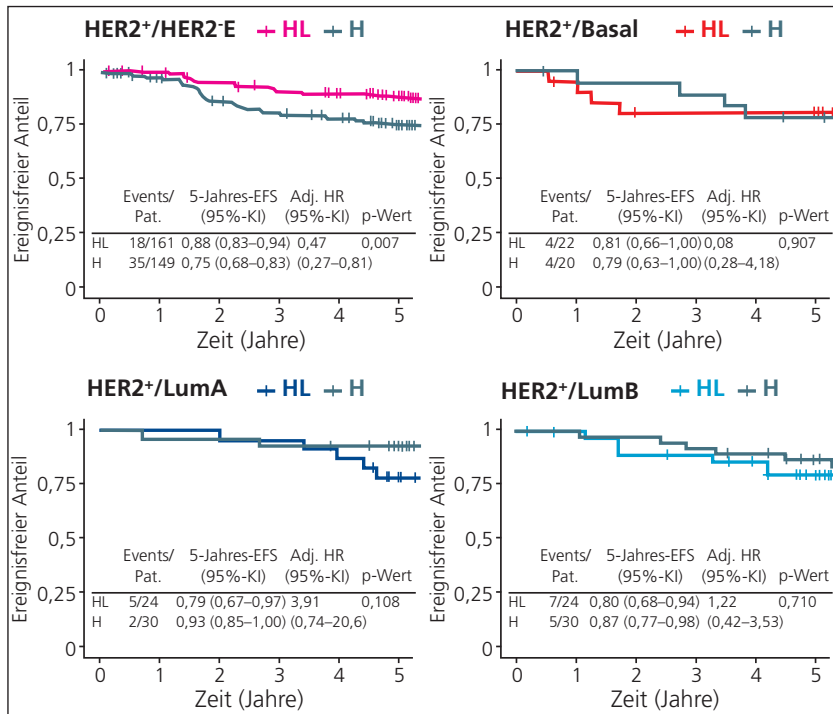 HER2+/HER2-E HL H
Ereignisfreier Anteil
1
0,75
0,5
0,25
0
Events/ 5-Jahres-EFS Adj. HR
Pat. (95%-KI) (95%-KI) p-Wert
HL 18/161 0,88 (0,83–0,94) 0,47 0,007
H 35/149 0,75 (0,68–0,83) (0,27–0,81)
0 1 2 3 4 5
Zeit (Jahre)
HER2+/Basal HL H
Ereignisfreier Anteil
1
0,75
0,5
0,25
0
Events/ 5-Jahres-EFS Adj. HR
Pat. (95%-KI) (95%-KI) p-Wert
HL 4/22 0,81 (0,66–1,00) 0,08 0,907
H 4/20 0,79 (0,63–1,00) (0,28–4,18)
0 1 2 3 4 5
Zeit (Jahre)
HER2+/LumA HL H
Ereignisfreier Anteil
1
0,75
0,5
0,25
0
Events/ 5-Jahres-EFS Adj. HR
Pat. (95%-KI) (95%-KI) p-Wert
HL 5/24 0,79 (0,67–0,97) 3,91 0,108
H 2/30 0,93 (0,85–1,00) (0,74–20,6)
0 1 2 3 4 5
Zeit (Jahre)
HER2+/LumB HL H
Ereignisfreier Anteil
1
0,75
0,5
0,25
0
Events/ 5-Jahres-EFS Adj. HR
Pat. (95%-KI) (95%-KI) p-Wert
HL 7/24 0,80 (0,68–0,94) 1,22 0,710
H 5/30 0,87 (0,77–0,98) (0,42–3,53)
0 1 2 3 4 5
Zeit (Jahre)